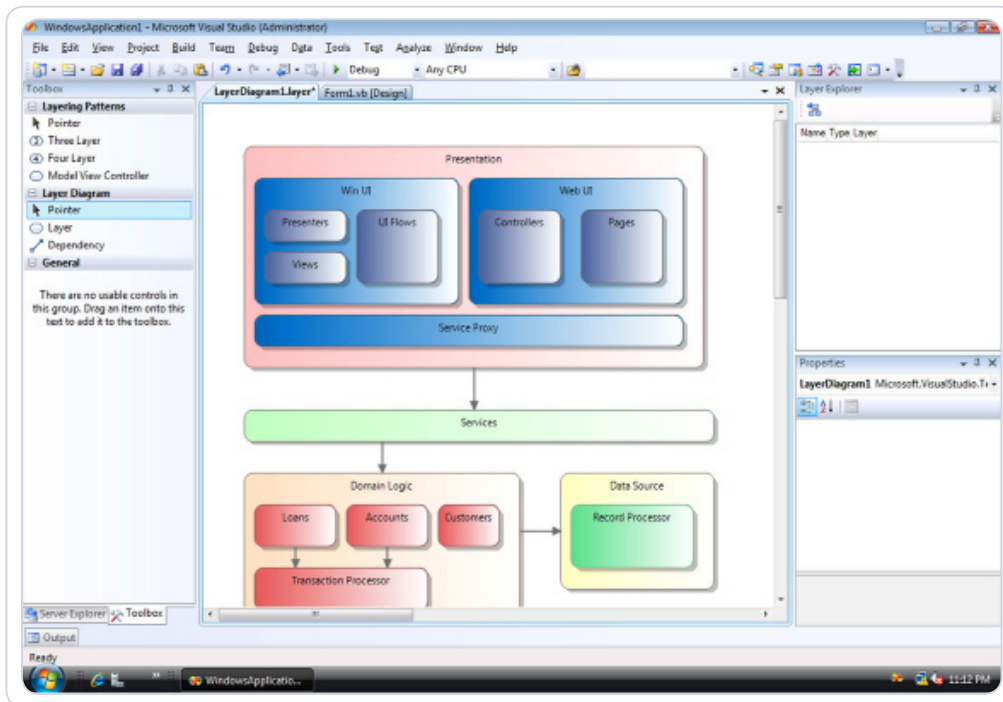 WindowsApplication1 - Microsoft Visual Studio (Administrator)
File Edit View Project Build Team Debug Data Tools Test Analyze Window Help
Debug Any CPU
Toolbox
Layering Patterns
Pointer
Three Layer
Four Layer
Model View Controller
Layer Diagram
Pointer
Layer
Dependency
General
There are no usable controls in
this group. Drag an item onto this
text to add it to the toolbox.
Server Explorer Toolbox
LayerDiagram1.layer* Form1.vb [Design]
Presentation
Win UI
Presenters
UI Flows
Views
Web UI
Controllers
Pages
Service Proxy
Services
Domain Logic
Loans
Accounts
Customers
Transaction Processor
Data Source
Record Processor
Layer Explorer
Name Type Layer
Properties
LayerDiagram1 Microsoft.VisualStudio.Te
Output
Ready
WindowsApplicatio...
11:12 PM